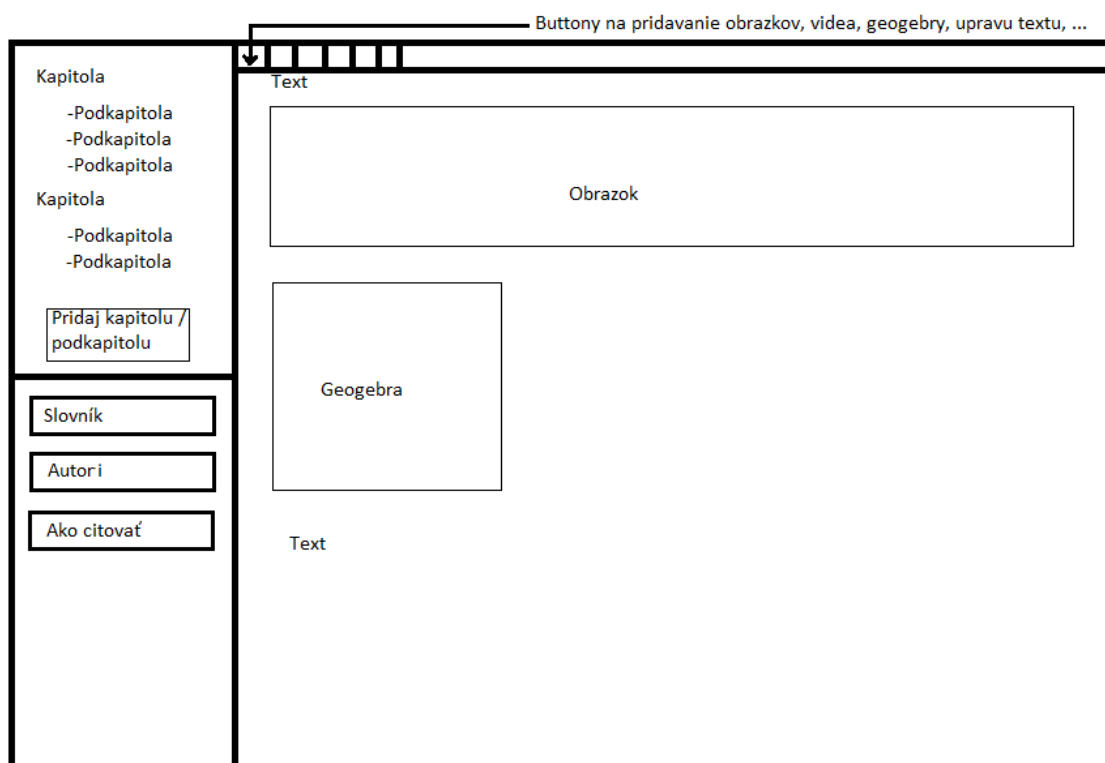 Buttony na pridavanie obrazkov, videa, geogebry, upravu textu, ...
Kapitola
-Podkapitola
-Podkapitola
-Podkapitola
Kapitola
-Podkapitola
-Podkapitola
Pridaj kapitolu /
podkapitolu
Slovník
Autori
Ako citovať
Text
Obrazok
Geogebra
Text